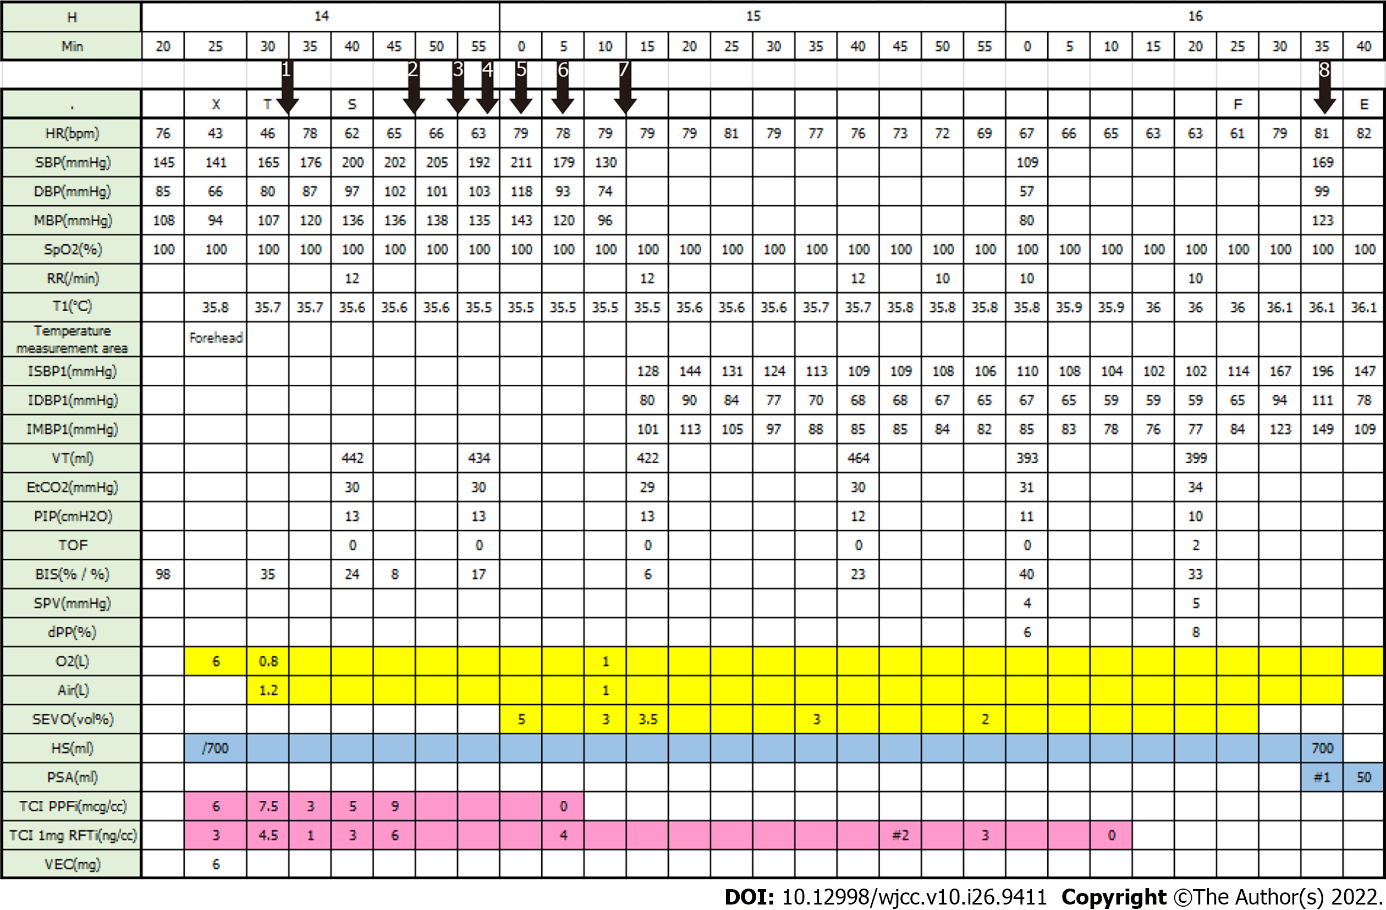 H 14 15 16
Min 20 25 30 35 40 45 50 55 0 5 10 15 20 25 30 35 40 45 50 55 0 5 10 15 20 25 30 35 40
1 2 3 4 5 6 7 8
. X T S F E
HR(bpm) 76 43 46 78 62 65 66 63 79 78 79 79 79 81 79 77 76 73 72 69 67 66 65 63 63 61 79 81 82
SBP(mmHg) 145 141 165 176 200 202 205 192 211 179 130 109 169
DBP(mmHg) 85 66 80 87 97 102 101 103 118 93 74 57 99
MBP(mmHg) 108 94 107 120 136 136 138 135 143 120 96 80 123
SpO2(%) 100 100 100 100 100 100 100 100 100 100 100 100 100 100 100 100 100 100 100 100 100 100 100 100 100 100 100 100 100
RR(/min) 12 12 12 10 10 10
T1(°C) 35.8 35.7 35.7 35.6 35.6 35.6 35.5 35.5 35.5 35.5 35.5 35.6 35.6 35.6 35.7 35.7 35.8 35.8 35.8 35.8 35.9 35.9 36 36 36 36.1 36.1 36.1
Temperature
measurement area Forehead
ISBP1(mmHg) 128 144 131 124 113 109 109 108 106 110 108 104 102 102 114 167 196 147
IDBP1(mmHg) 80 90 84 77 70 68 68 67 65 67 65 59 59 59 65 94 111 78
IMBP1(mmHg) 101 113 105 97 88 85 85 84 82 85 83 78 76 77 84 123 149 109
VT(ml) 442 434 422 464 393 399
EtCO2(mmHg) 30 30 29 30 31 34
PIP(cmH2O) 13 13 13 12 11 10
TOF 0 0 0 0 0 2
BIS(% / %) 98 35 24 8 17 6 23 40 33
SPV(mmHg) 4 5
dPP(%) 6 8
O2(L) 6 0.8 1
Air(L) 1.2 1
SEVO(vol%) 5 3 3.5 3 2
HS(ml) /700 700
PSA(ml) #1 50
TCI PPFi(mcg/cc) 6 7.5 3 5 9 0
TCI 1mg RFTi(ng/cc) 3 4.5 1 3 6 4 #2 3 0
VEC(mg) 6
DOI: 10.12998/wjcc.v10.i26.9411 Copyright ©The Author(s) 2022.